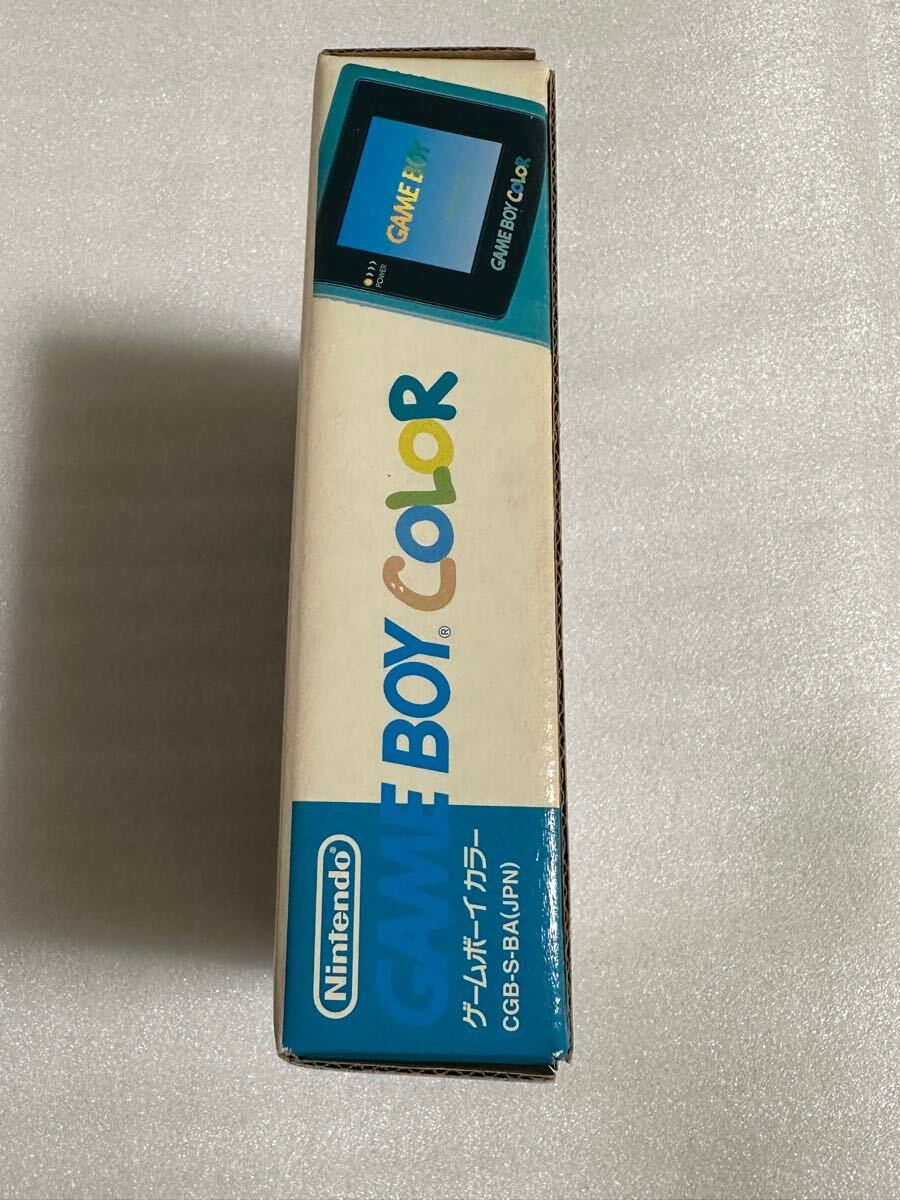 Nintendo®
GAME BOY® COLOR
ゲームボーイ カラー
CGB-S-BA(JPN)
POWER
GAME BOY
GAME BOY COLOR